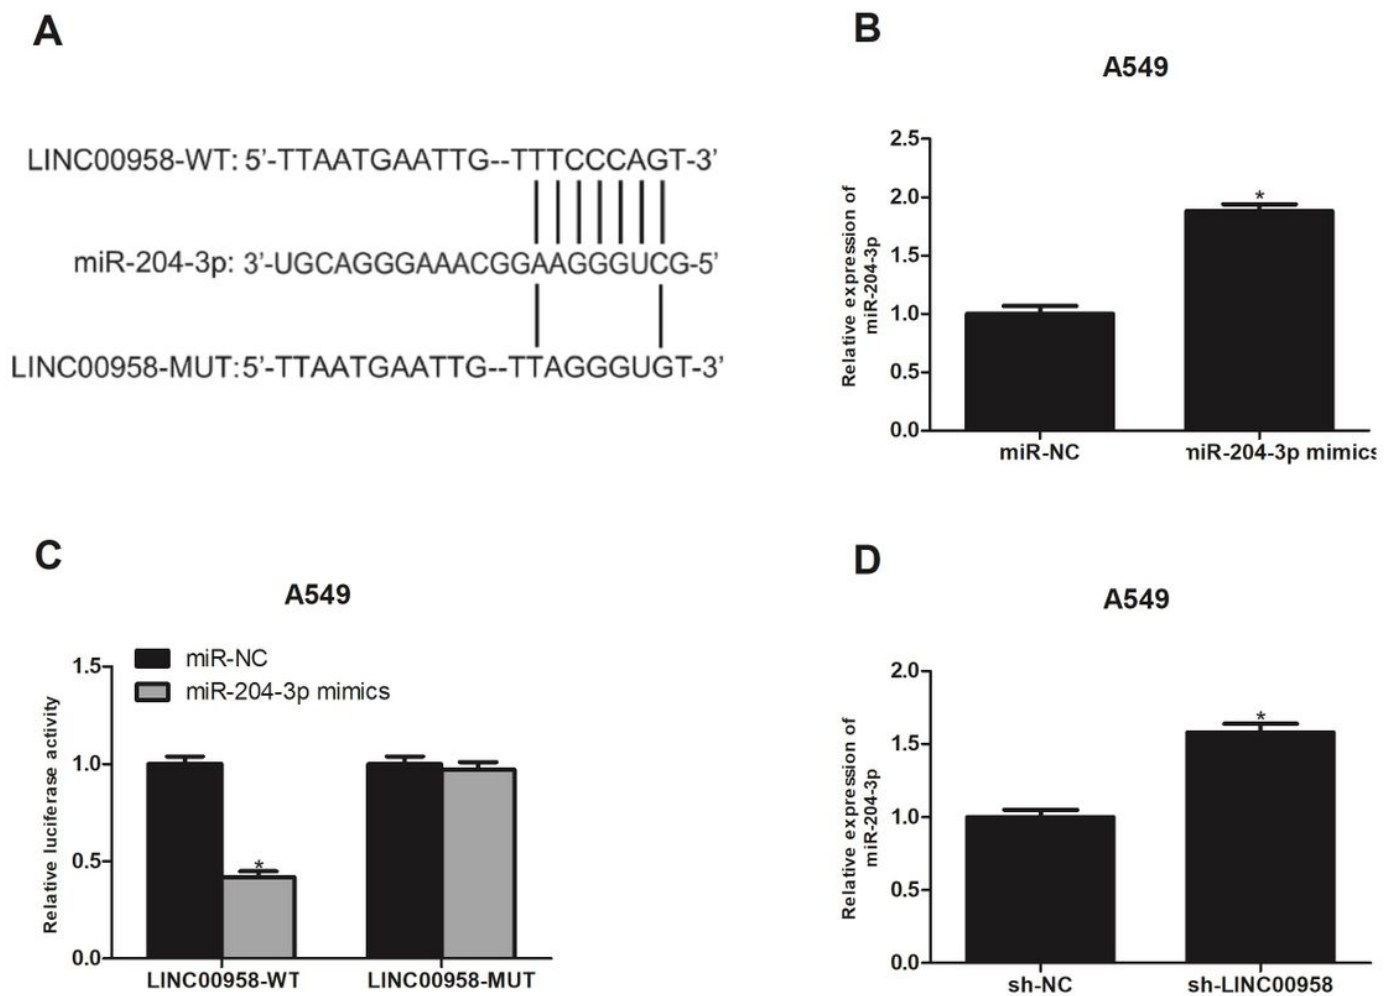 A
LINC00958-WT: 5'-TTAATGAATTG--TTTCCCAGT-3'
miR-204-3p: 3'-UGCAGGGAAACGGAAGGGUCG-5'
LINC00958-MUT:5'-TTAATGAATTG--TTAGGGUGT-3'
B
A549
Relative expression of
miR-204-3p
2.5
2.0
1.5
1.0
0.5
0.0
*
miR-NC
miR-204-3p mimics
C
A549
miR-NC
miR-204-3p mimics
Relative luciferase activity
1.5
1.0
0.5
0.0
*
LINC00958-WT
LINC00958-MUT
D
A549
Relative expression of
miR-204-3p
2.0
1.5
1.0
0.5
0.0
*
sh-NC
sh-LINC00958